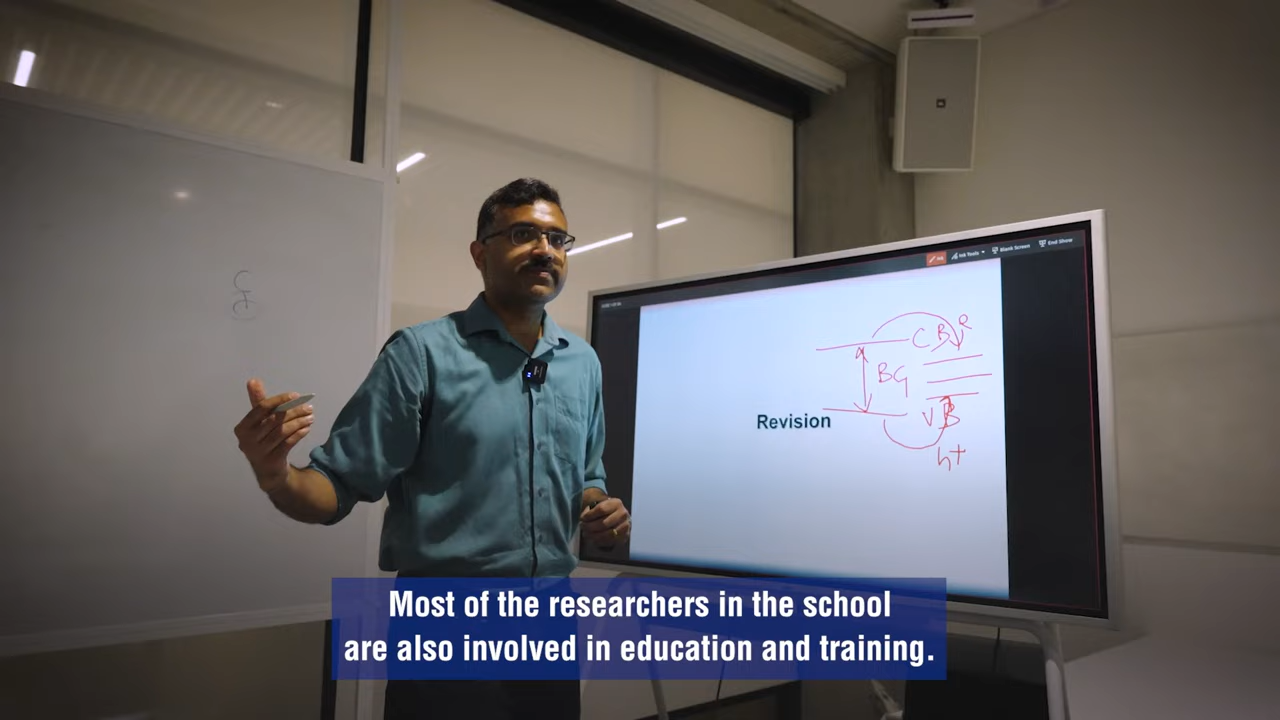 Ink
Ink Tools
Blank Screen
End Show
CB
e
BG
Revision
VB
h+
Most of the researchers in the school
are also involved in education and training.